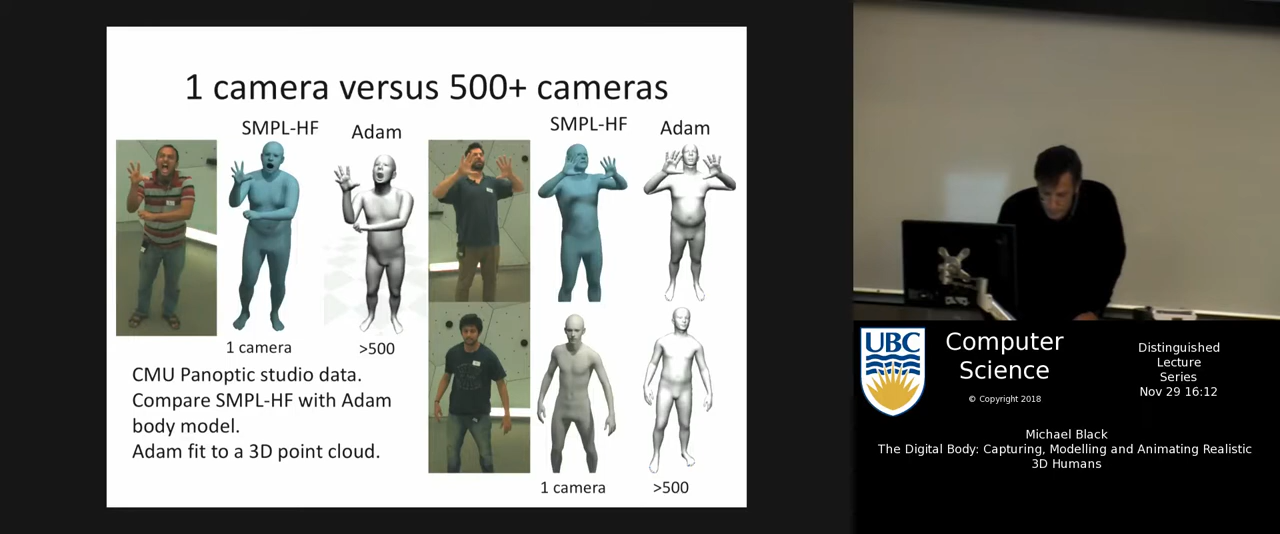 1 camera versus 500+ cameras
SMPL-HF
Adam
SMPL-HF
Adam
1 camera
>500
CMU Panoptic studio data.
Compare SMPL-HF with Adam
body model.
Adam fit to a 3D point cloud.
1 camera
>500
UBC
Computer
Science
© Copyright 2018
Distinguished
Lecture
Series
Nov 29 16:12
Michael Black
The Digital Body: Capturing, Modelling and Animating Realistic
3D Humans